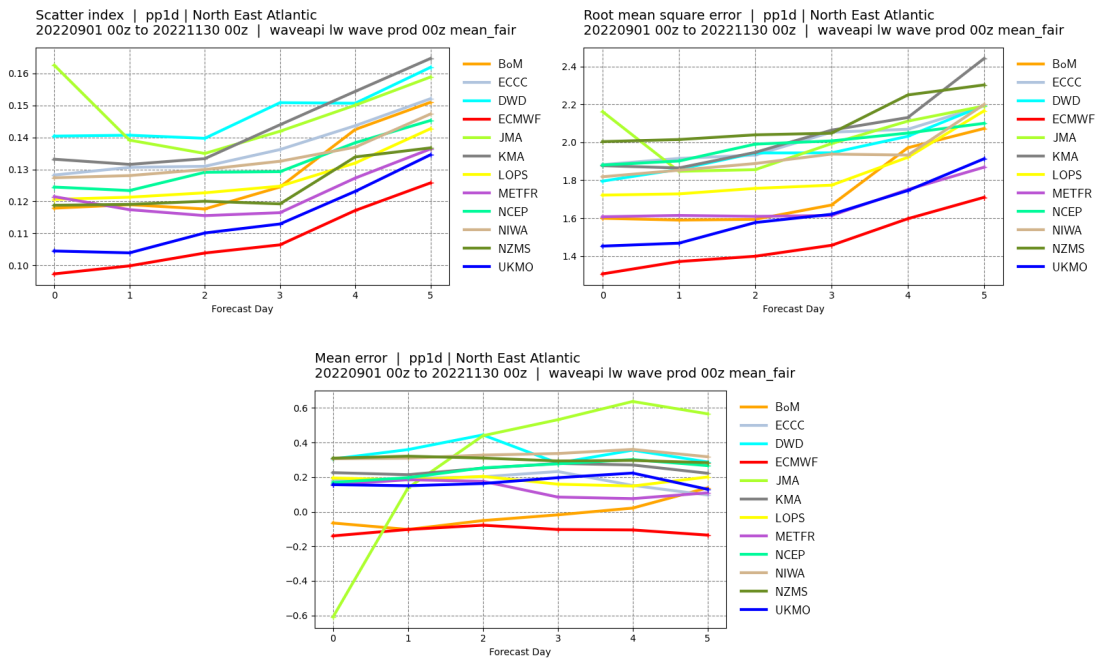 Scatter index | pp1d | North East Atlantic
20220901 00z to 20221130 00z | waveapi lw wave prod 00z mean_fair
0.16
0.15
0.14
0.13
0.12
0.11
0.10
0 1 2 3 4 5
Forecast Day
BoM
ECCC
DWD
ECMWF
JMA
KMA
LOPS
METFR
NCEP
NIWA
NZMS
UKMO
Root mean square error | pp1d | North East Atlantic
20220901 00z to 20221130 00z | waveapi lw wave prod 00z mean_fair
2.4
2.2
2.0
1.8
1.6
1.4
0 1 2 3 4 5
Forecast Day
BoM
ECCC
DWD
ECMWF
JMA
KMA
LOPS
METFR
NCEP
NIWA
NZMS
UKMO
Mean error | pp1d | North East Atlantic
20220901 00z to 20221130 00z | waveapi lw wave prod 00z mean_fair
0.6
0.4
0.2
0.0
−0.2
−0.4
−0.6
0 1 2 3 4 5
Forecast Day
BoM
ECCC
DWD
ECMWF
JMA
KMA
LOPS
METFR
NCEP
NIWA
NZMS
UKMO